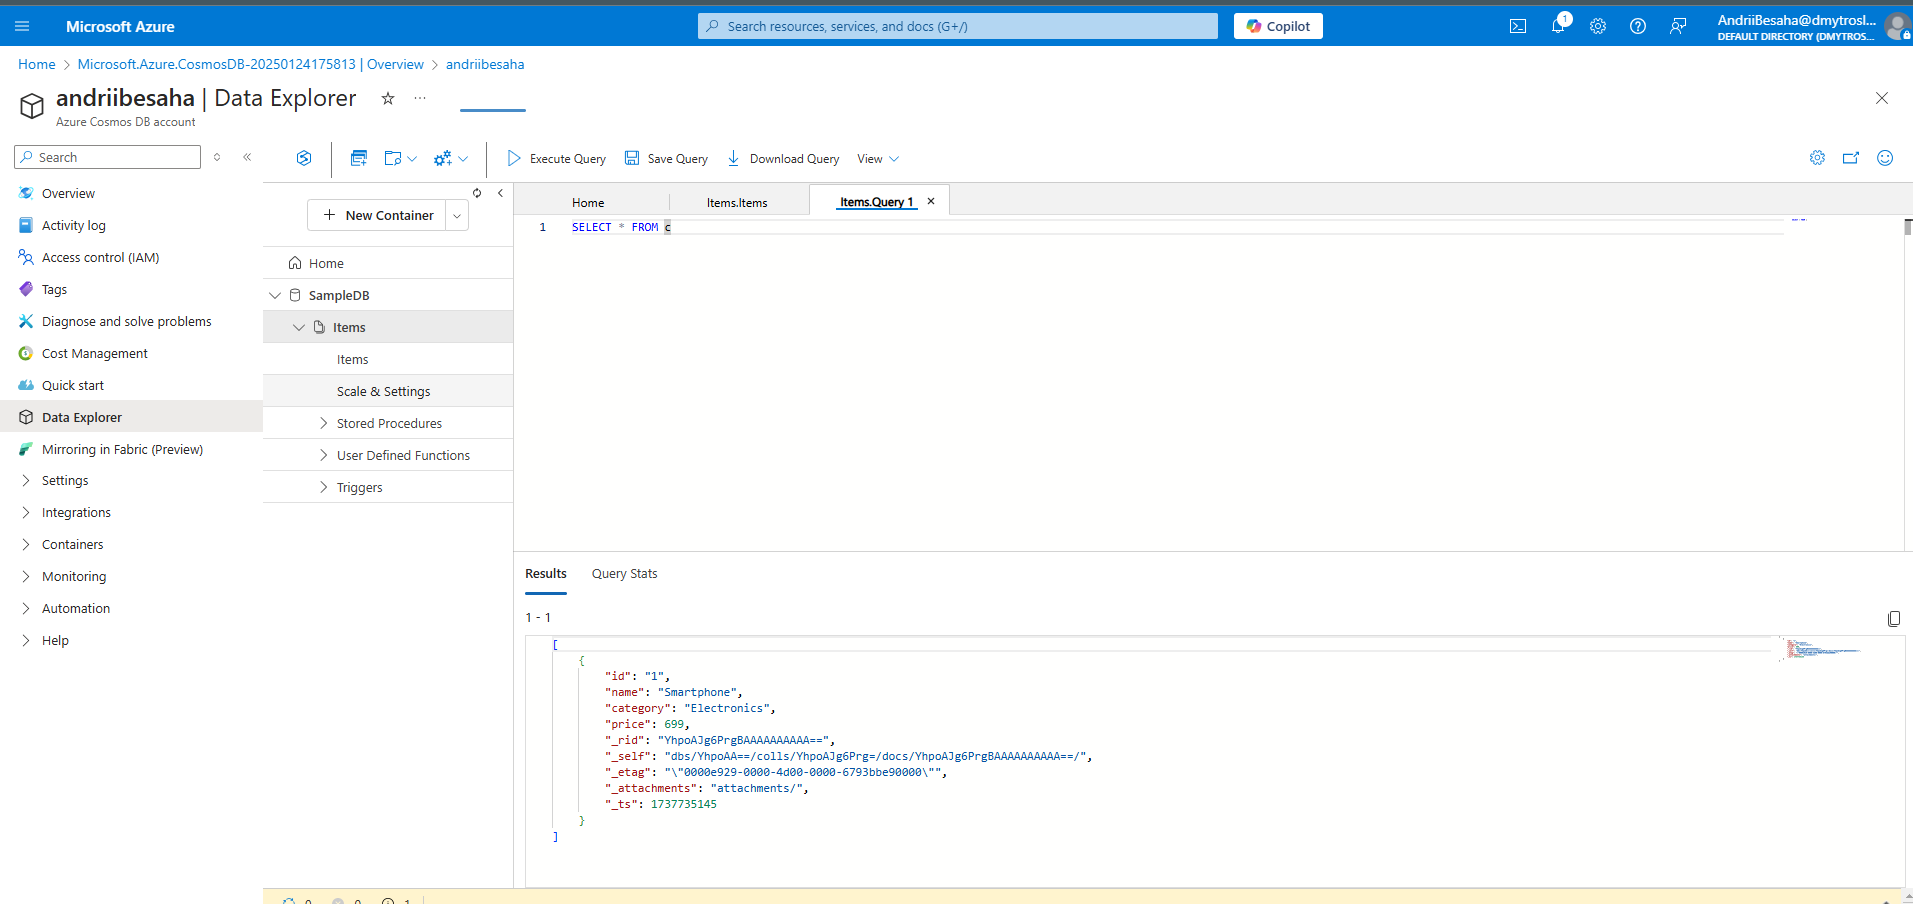 Microsoft Azure
Search resources, services, and docs (G+/)
Copilot
1
AndriiBesaha@dmytrosl...
DEFAULT DIRECTORY (DMYTROS...
Home > Microsoft.Azure.CosmosDB-20250124175813 | Overview > andriibesaha
andriibesaha | Data Explorer
Azure Cosmos DB account
Search
Overview
Activity log
Access control (IAM)
Tags
Diagnose and solve problems
Cost Management
Quick start
Data Explorer
Mirroring in Fabric (Preview)
Settings
Integrations
Containers
Monitoring
Automation
Help
Execute Query
Save Query
Download Query
View
New Container
Home
SampleDB
Items
Items
Scale & Settings
Stored Procedures
User Defined Functions
Triggers
Home
Items.Items
Items.Query 1
1 SELECT * FROM c
Results
Query Stats
1 - 1
[
{
"id": "1",
"name": "Smartphone",
"category": "Electronics",
"price": 699,
"_rid": "YhpoAJg6PrgBAAAAAAAAAA==",
"_self": "dbs/YhpoAA==/colls/YhpoAJg6Prg=/docs/YhpoAJg6PrgBAAAAAAAAAA==/",
"_etag": "\"0000e929-0000-4d00-0000-6793bbe90000\"",
"_attachments": "attachments/",
"_ts": 1737735145
}
]
0 0 1